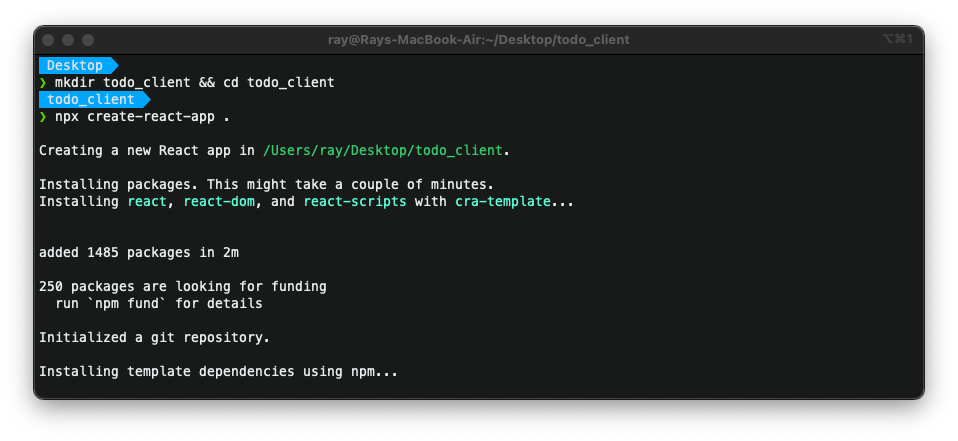 ray@Rays-MacBook-Air:~/Desktop/todo_client ⌥⌘1
Desktop
❯ mkdir todo_client && cd todo_client
todo_client
❯ npx create-react-app .
Creating a new React app in /Users/ray/Desktop/todo_client.
Installing packages. This might take a couple of minutes.
Installing react, react-dom, and react-scripts with cra-template...
added 1485 packages in 2m
250 packages are looking for funding
  run `npm fund` for details
Initialized a git repository.
Installing template dependencies using npm...